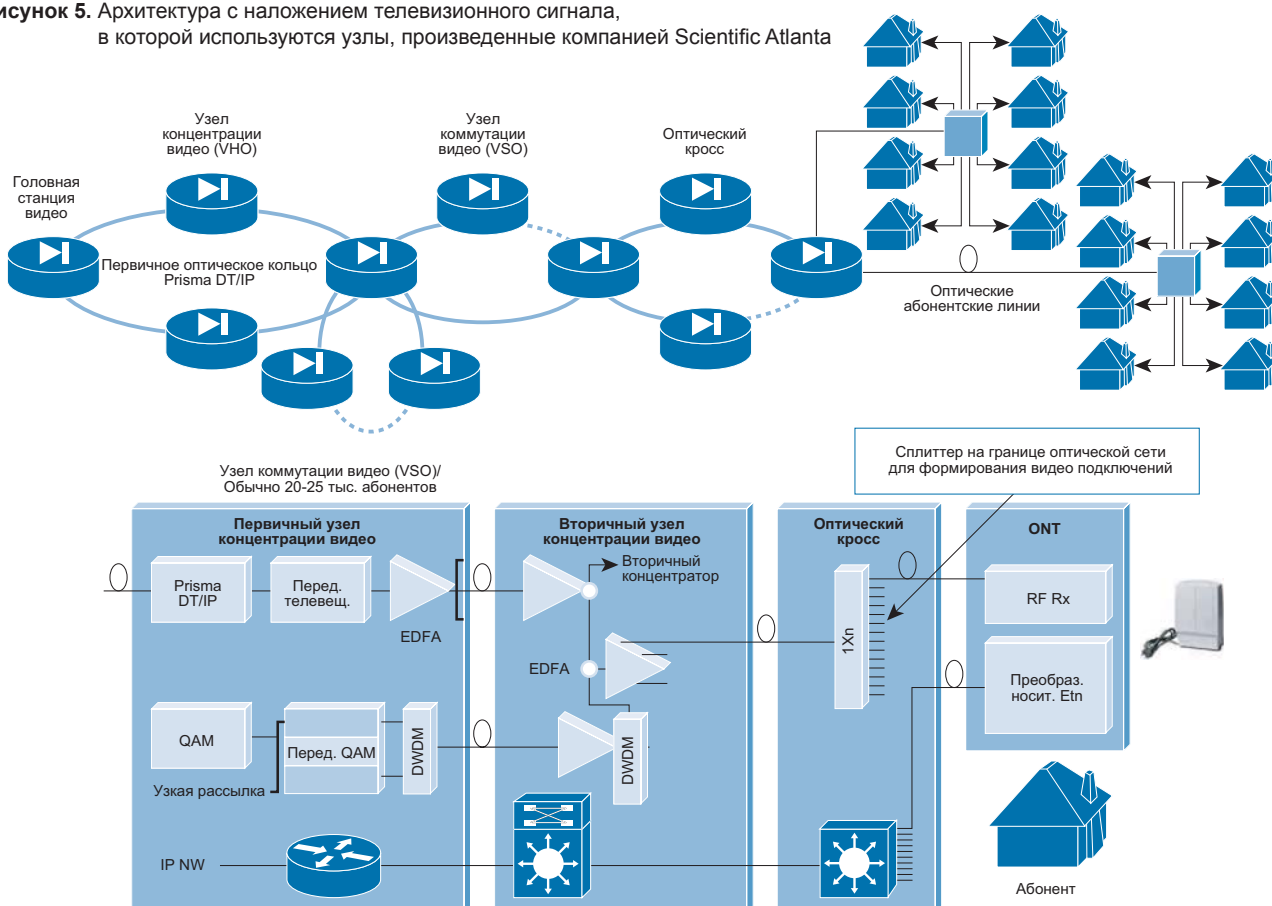 исунок 5. Архитектура с наложением телевизионного сигнала,
в которой используются узлы, произведенные компанией Scientific Atlanta
Узел
концентрации
видео (VHO)
Узел
коммутации
видео (VSO)
Оптический
кросс
Головная
станция
видео
Первичное оптическое кольцо
Prisma DT/IP
Оптические
абонентские линии
Сплиттер на границе оптической сети
для формирования видео подключений
Узел коммутации видео (VSO)/
Обычно 20-25 тыс. абонентов
Первичный узел
концентрации видео
Вторичный узел
концентрации видео
Оптический
кросс
ONT
Prisma
DT/IP
Перед.
телевещ.
EDFA
Вторичный
концентратор
EDFA
1Xn
RF Rx
Преобраз.
носит. Etn
QAM
Перед. QAM
DWDM
DWDM
Узкая рассылка
IP NW
Абонент